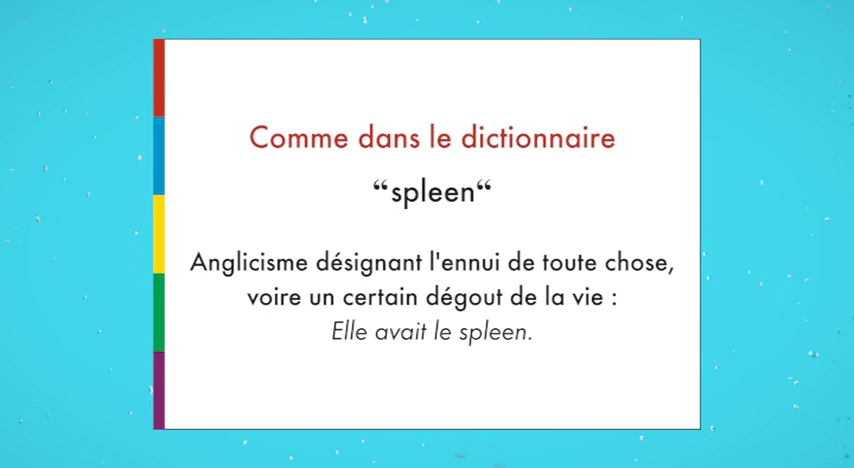 Comme dans le dictionnaire
“spleen“
Anglicisme désignant l'ennui de toute chose,
voire un certain dégout de la vie :
Elle avait le spleen.